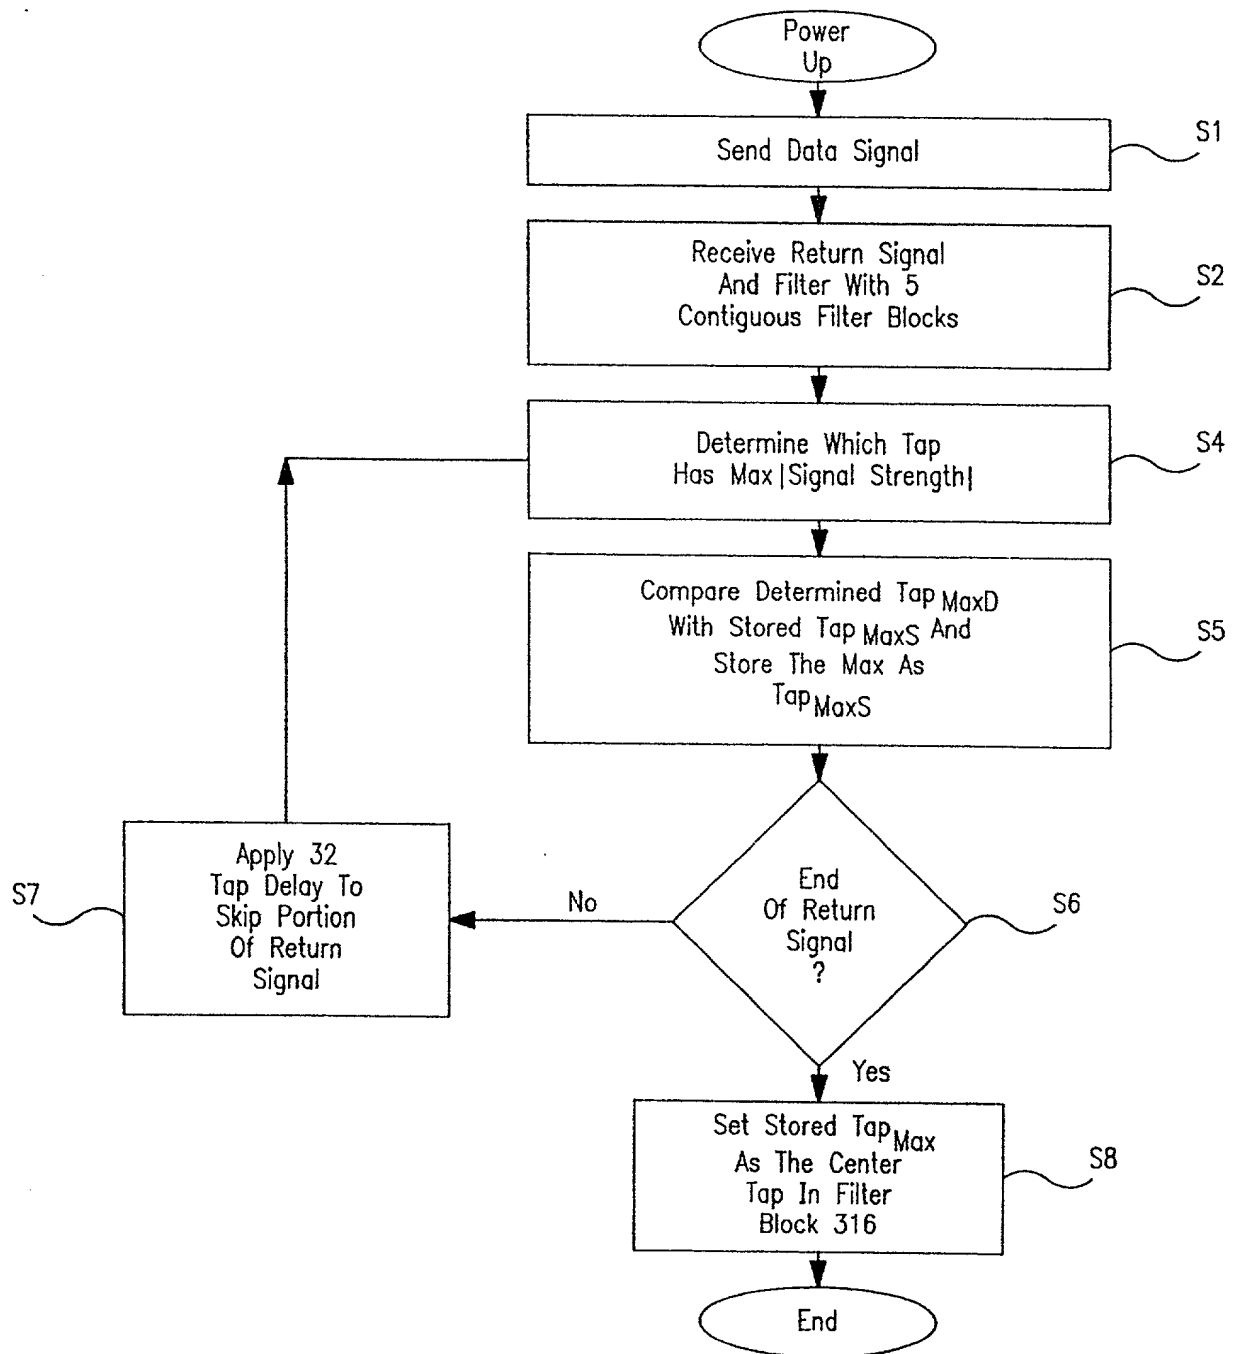 Power
Up
Send Data Signal
S1
Receive Return Signal
And Filter With 5
Contiguous Filter Blocks
S2
Determine Which Tap
Has Max|Signal Strength|
S4
Compare Determined Tap MaxD
With Stored Tap MaxS And
Store The Max As
Tap MaxS
S5
End
Of Return
Signal
?
S6
No
Apply 32
Tap Delay To
Skip Portion
Of Return
Signal
S7
Yes
Set Stored Tap Max
As The Center
Tap In Filter
Block 316
S8
End